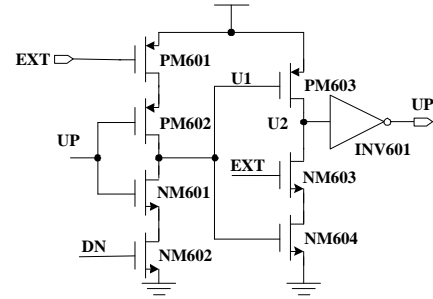 EXT
PM601
U1
PM603
UP
PM602
UP
U2
INV601
NM601
EXT
NM603
DN
NM602
NM604